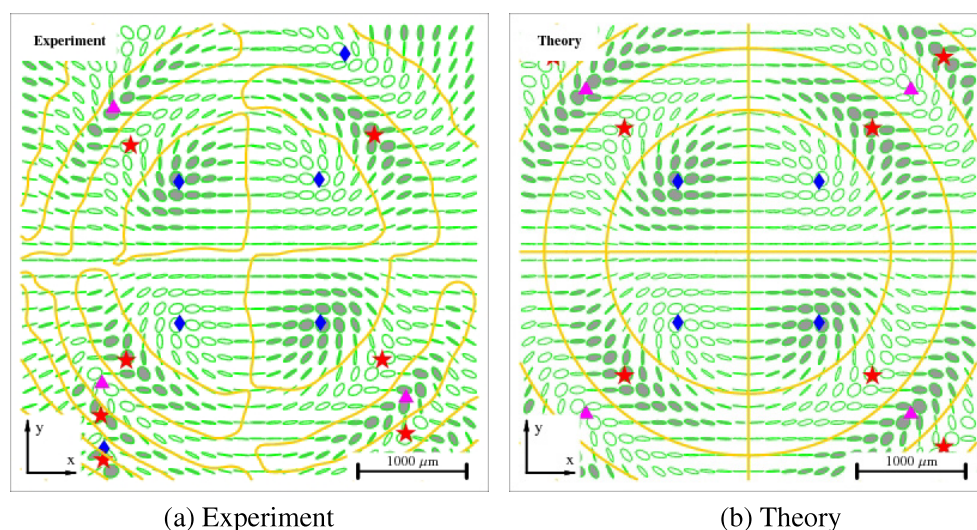 Experiment
y
x
1000 μm
Theory
y
x
1000 μm
(a) Experiment
(b) Theory